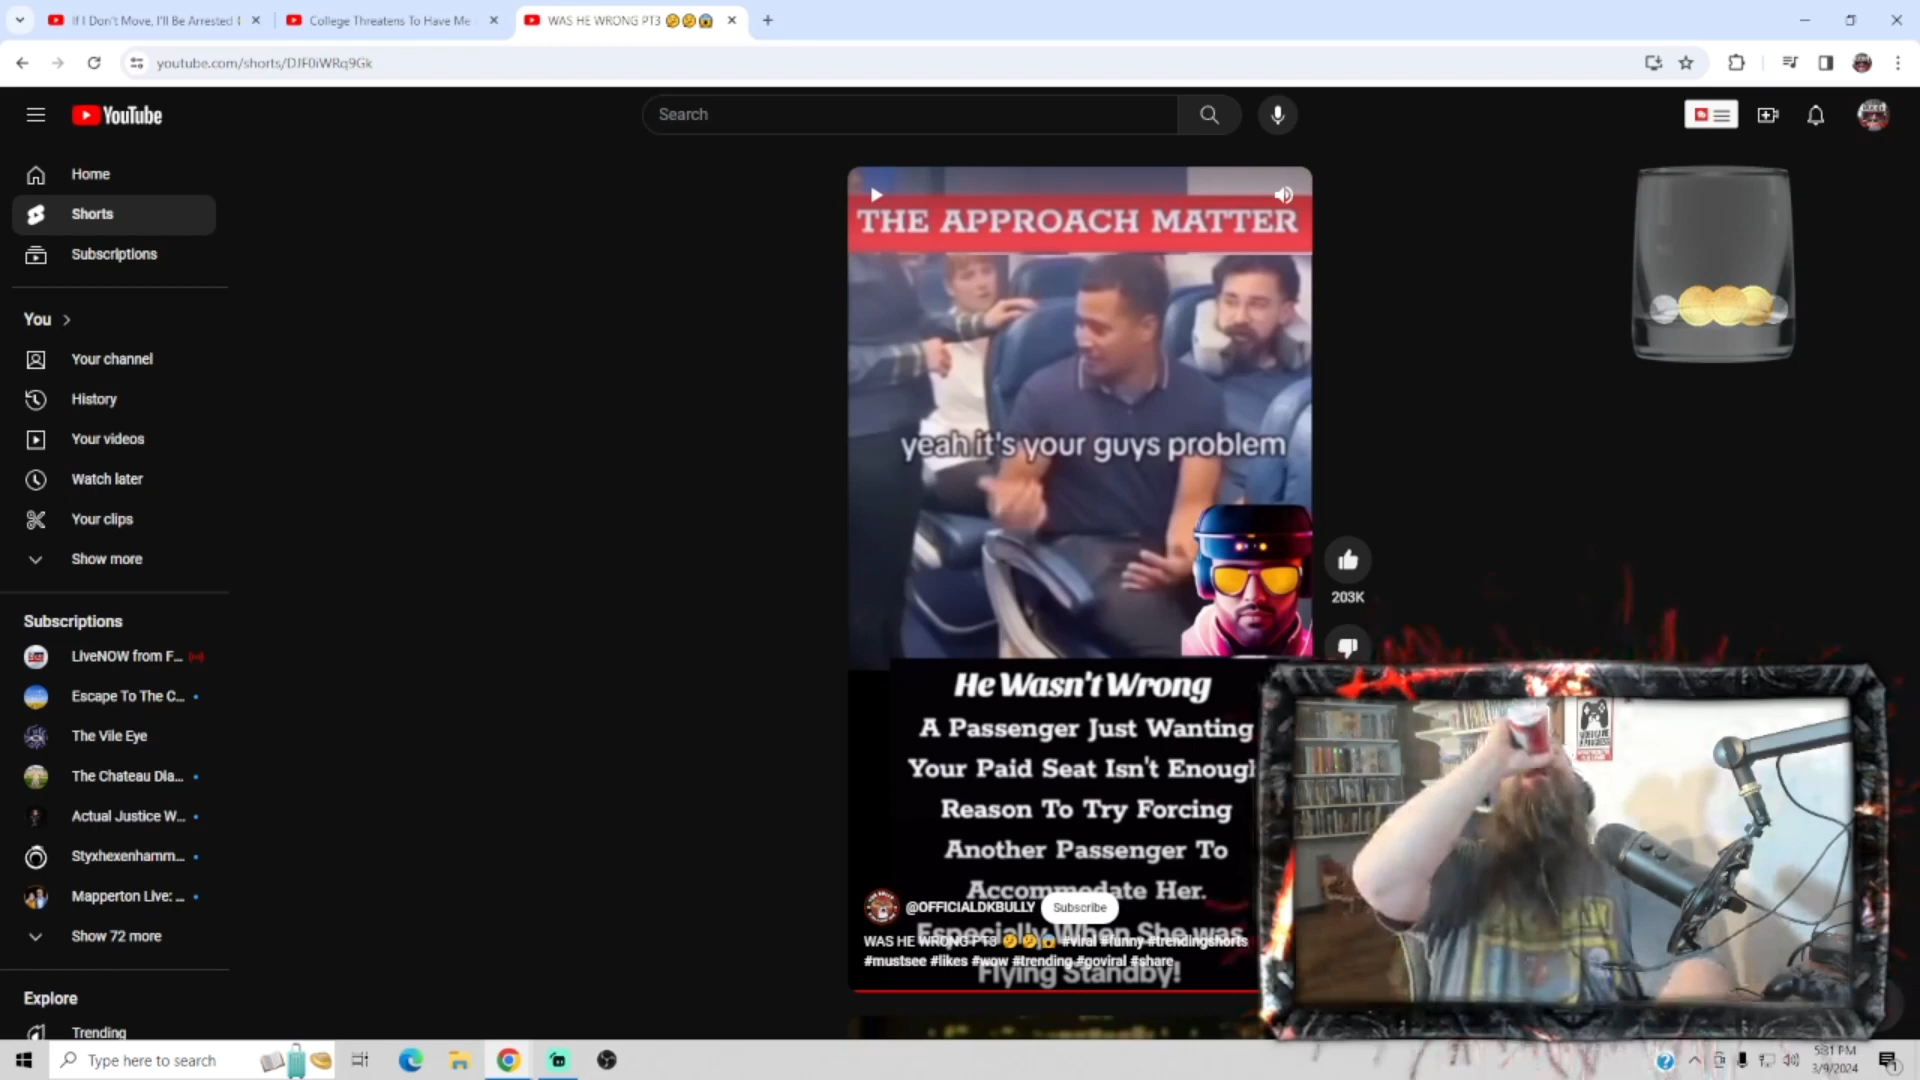 If I Don't Move, I'll Be Arrested
College Threatens To Have Me
WAS HE WRONG PT3 🤔🤔😱
youtube.com/shorts/DJF0iWRq9Gk
YouTube
Search
Home
Shorts
Subscriptions
You
Your channel
History
Your videos
Watch later
Your clips
Show more
Subscriptions
LiveNOW from F...
Escape To The C...
The Vile Eye
The Chateau Dia...
Actual Justice W...
Styxhexenhamm...
Mapperton Live: ...
Show 72 more
Explore
Trending
THE APPROACH MATTER
yeah it's your guys problem
He Wasn't Wrong
A Passenger Just Wanting
Your Paid Seat Isn't Enough
Reason To Try Forcing
Another Passenger To
Accommodate Her.
Especially When She was
Flying Standby!
@OFFICIALDKBULLY
Subscribe
WAS HE WRONG PT3 🤔🤔😱 #viral #funny #trendingshorts
#mustsee #likes #wow #trending #goviral #share
203K
Type here to search
5:31 PM
3/9/2024